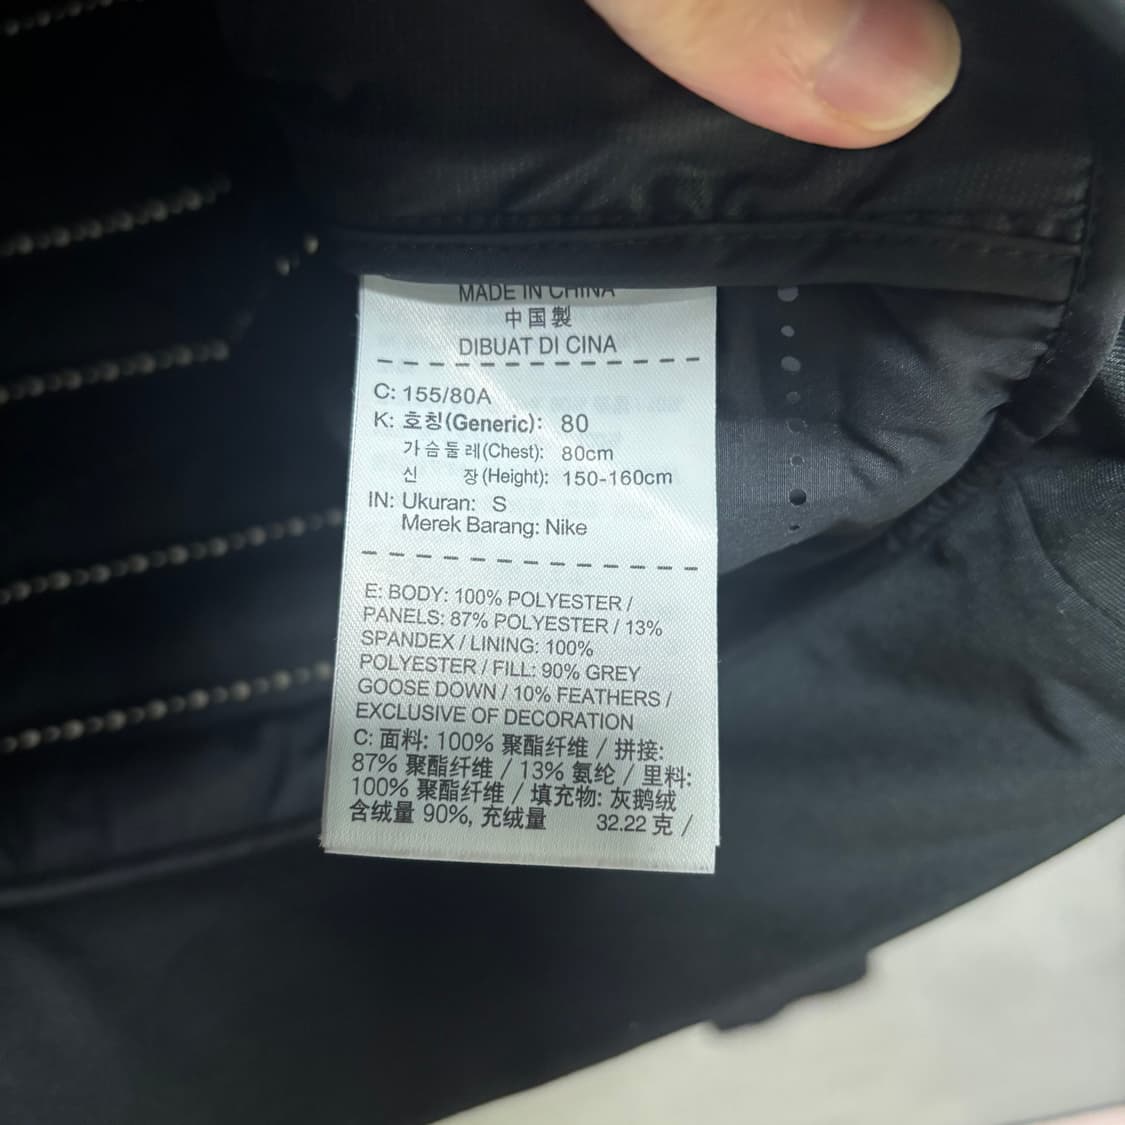 MADE IN CHINA
中国製
DIBUAT DI CINA
C: 155/80A
K: 호칭(Generic): 80
가슴둘레(Chest): 80cm
신 장(Height): 150-160cm
IN: Ukuran: S
Merek Barang: Nike
E: BODY: 100% POLYESTER /
PANELS: 87% POLYESTER / 13%
SPANDEX / LINING: 100%
POLYESTER / FILL: 90% GREY
GOOSE DOWN / 10% FEATHERS /
EXCLUSIVE OF DECORATION
C: 面料: 100% 聚酯纤维 / 拼接:
87% 聚酯纤维 / 13% 氨纶 / 里料:
100% 聚酯纤维 / 填充物: 灰鹅绒
含绒量 90%, 充绒量 32.22 克 /